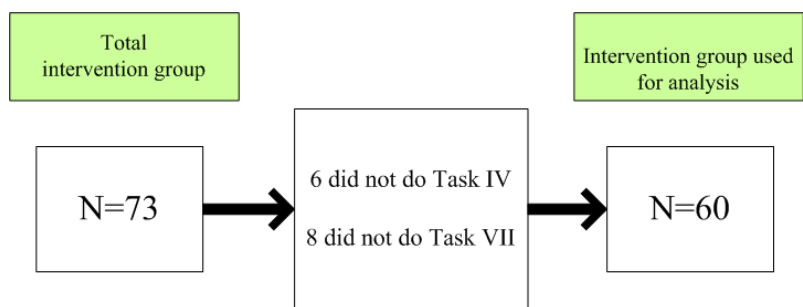 Total
intervention group
Intervention group used
for analysis
N=73
6 did not do Task IV
8 did not do Task VII
N=60